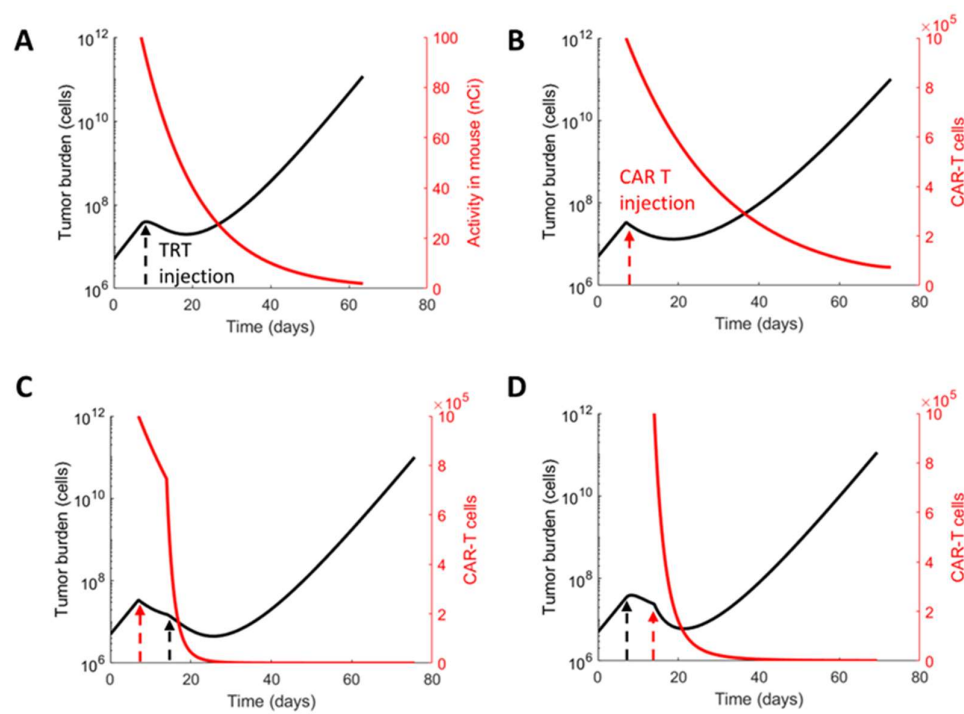 A
Tumor burden (cells)
10^12
10^10
10^8
10^6
TRT
injection
0 20 40 60 80
Time (days)
100
80
60
40
20
0
Activity in mouse (nCi)
B
Tumor burden (cells)
10^12
10^10
10^8
10^6
CAR T
injection
0 20 40 60 80
Time (days)
×10^5
10
8
6
4
2
0
CAR-T cells
C
Tumor burden (cells)
10^12
10^10
10^8
10^6
0 20 40 60 80
Time (days)
×10^5
10
8
6
4
2
0
CAR-T cells
D
Tumor burden (cells)
10^12
10^10
10^8
10^6
0 20 40 60 80
Time (days)
×10^5
10
8
6
4
2
0
CAR-T cells